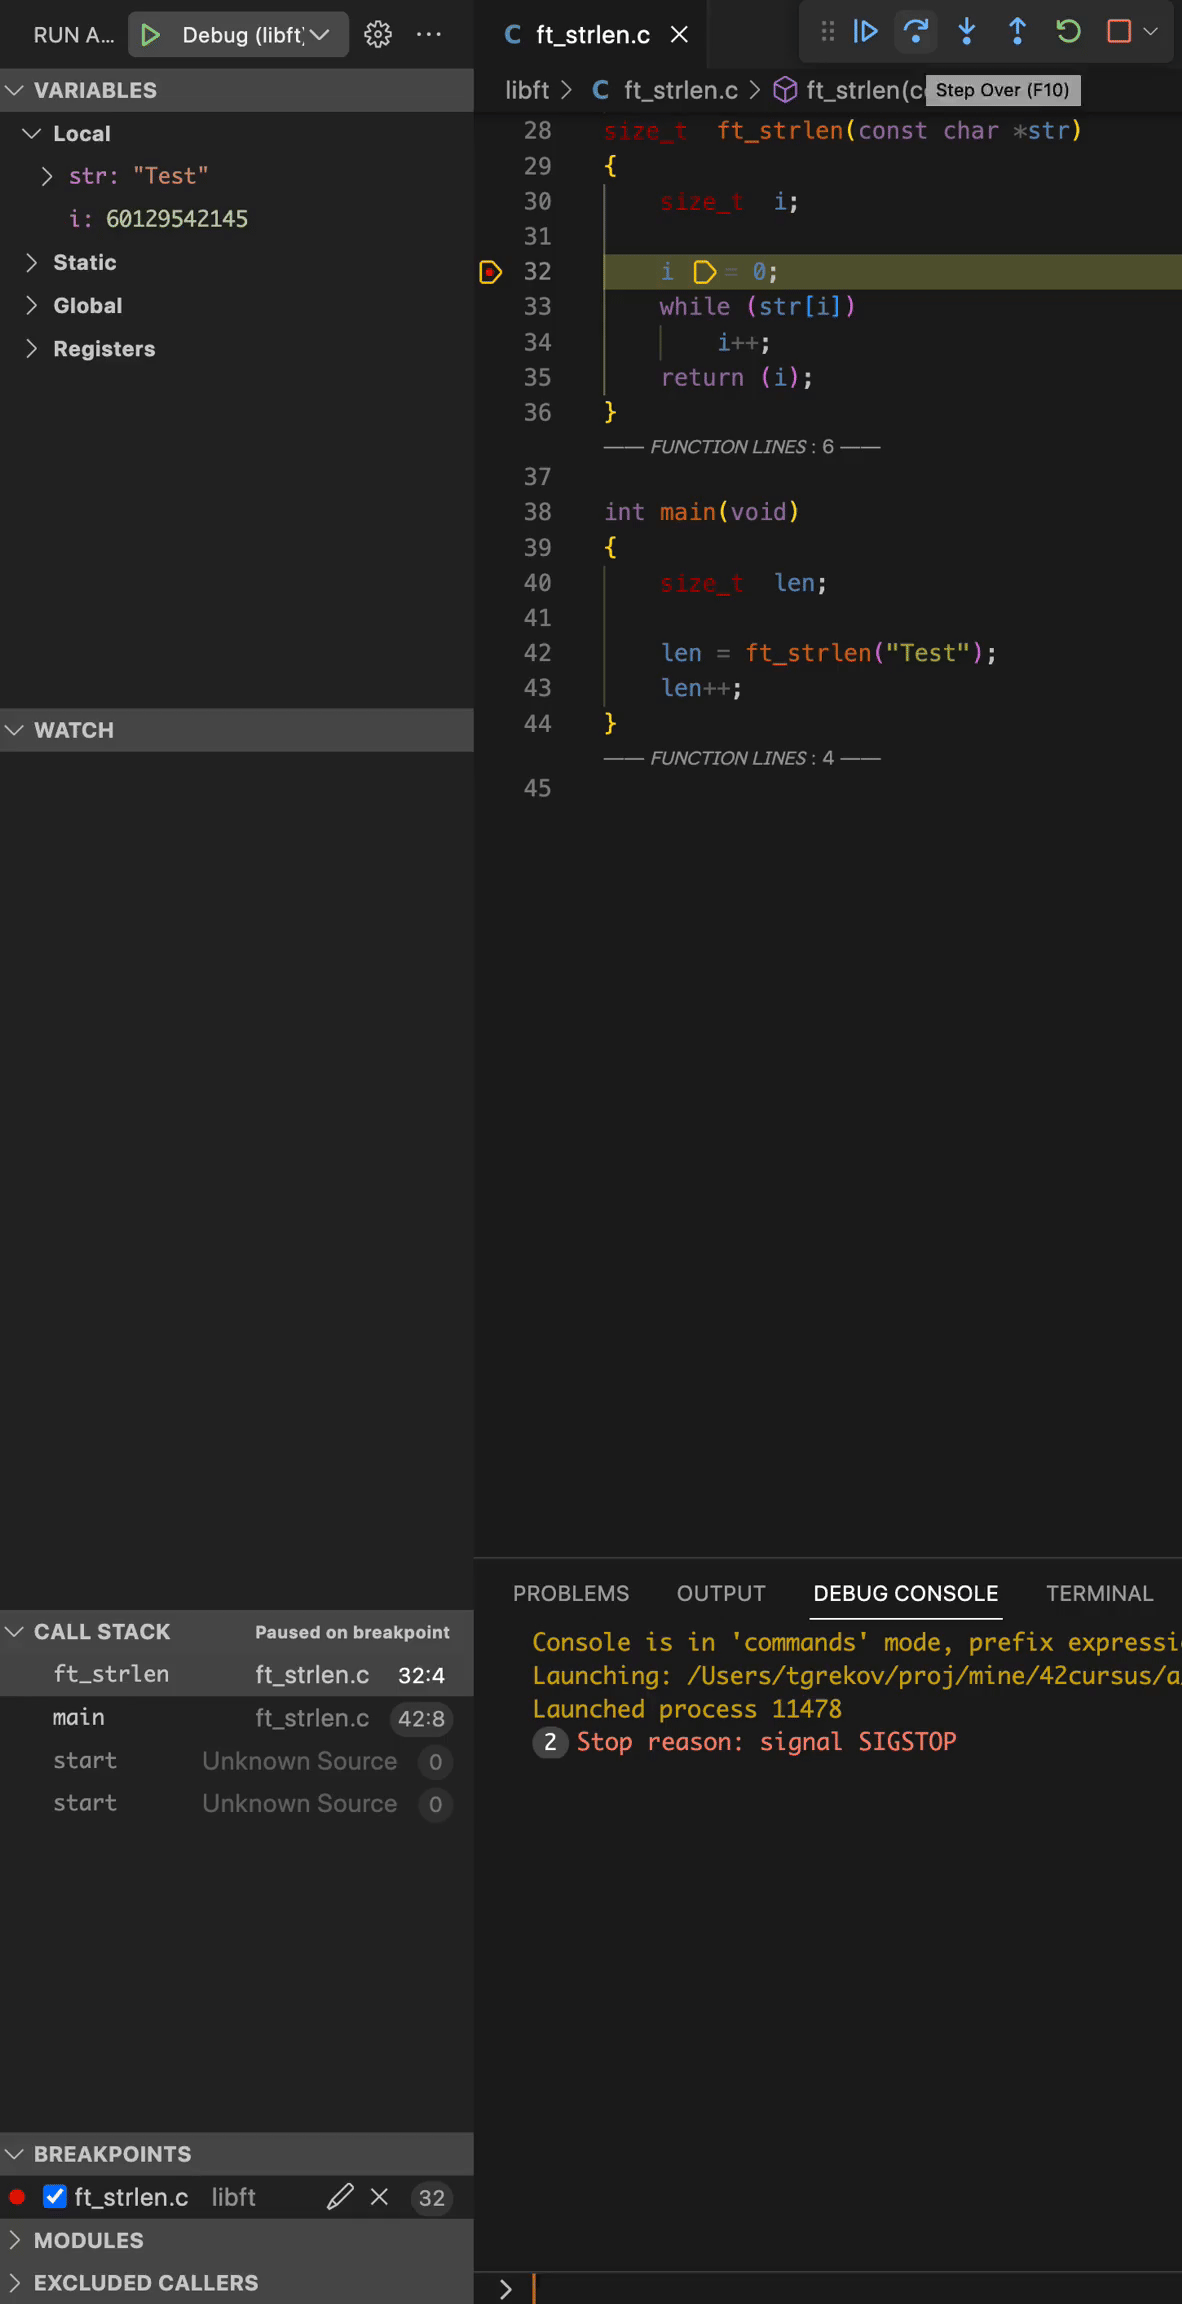 RUN A... Debug (libft) ...
VARIABLES
Local
str: "Test"
i: 60129542145
Static
Global
Registers
WATCH
CALL STACK Paused on breakpoint
ft_strlen ft_strlen.c 32:4
main ft_strlen.c 42:8
start Unknown Source 0
start Unknown Source 0
BREAKPOINTS
ft_strlen.c libft 32
MODULES
EXCLUDED CALLERS
C ft_strlen.c
libft > C ft_strlen.c > ft_strlen(c
Step Over (F10)
28 size_t ft_strlen(const char *str)
29 {
30 size_t i;
31
32 i = 0;
33 while (str[i])
34 i++;
35 return (i);
36 }
—— FUNCTION LINES : 6 ——
37
38 int main(void)
39 {
40 size_t len;
41
42 len = ft_strlen("Test");
43 len++;
44 }
—— FUNCTION LINES : 4 ——
45
PROBLEMS OUTPUT DEBUG CONSOLE TERMINAL
Console is in 'commands' mode, prefix expressi
Launching: /Users/tgrekov/proj/mine/42cursus/a
Launched process 11478
2 Stop reason: signal SIGSTOP
>